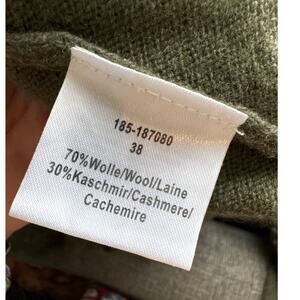 185-187080
38
70%Wolle/Wool/Laine
30%Kaschmir/Cashmere/
Cachemire